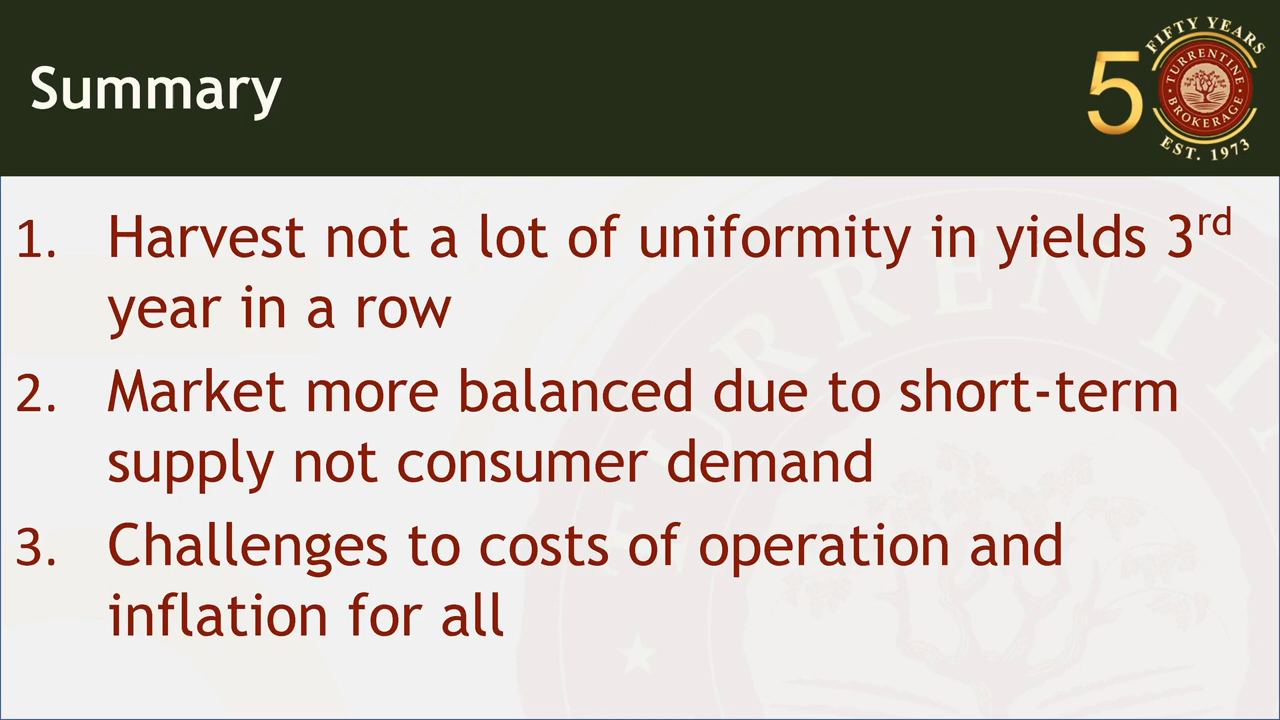 Summary
50
FIFTY YEARS
TURRENTINE
BROKERAGE
EST. 1973
1. Harvest not a lot of uniformity in yields 3rd
year in a row
2. Market more balanced due to short-term
supply not consumer demand
3. Challenges to costs of operation and
inflation for all
TURRENTI